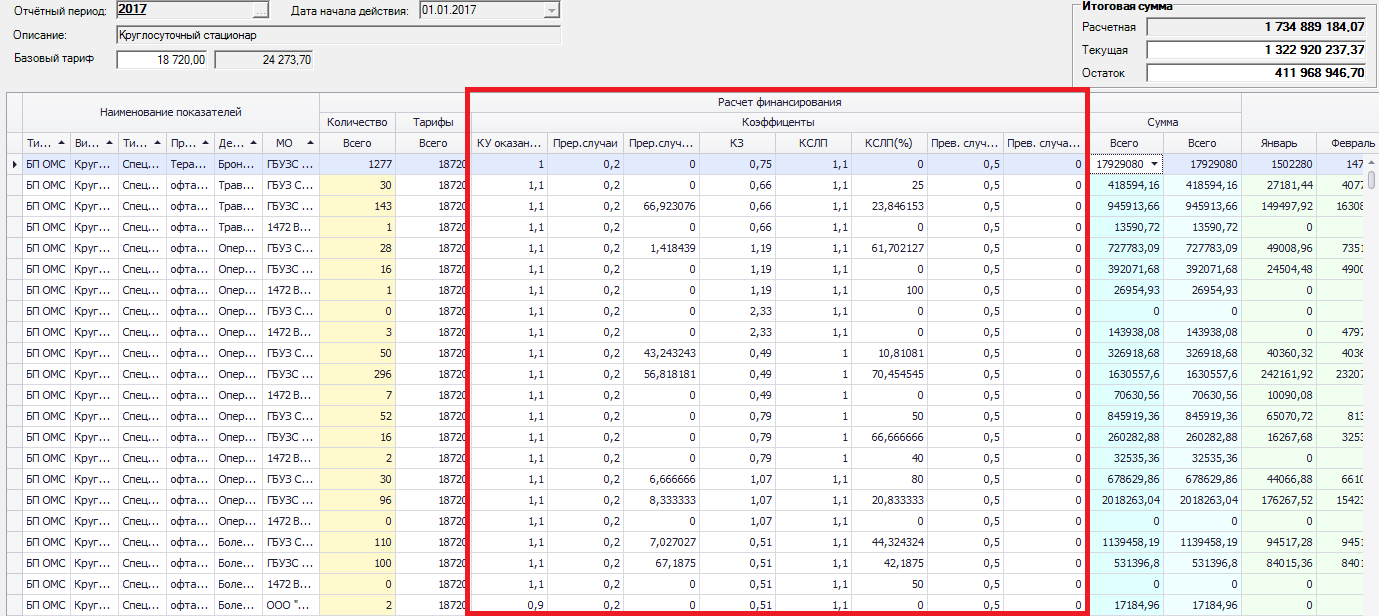 Отчётный период: 2017 ... Дата начала действия: 01.01.2017
Описание: Круглосуточный стационар
Базовый тариф 18 720,00 24 273,70
Итоговая сумма
Расчетная 1 734 889 184,07
Текущая 1 322 920 237,37
Остаток 411 968 946,70
Расчет финансирования
Наименование показателей Количество Тарифы Коэффиценты Сумма
Ти... Ви... Ти... Пр... Де... МО Всего Всего КУ оказан... Прер.случаи Прер.случ... КЗ КСЛП КСЛП(%) Прев. случ... Прев. случа... Всего Всего Январь Февраль
БП ОМС Круг... Спец... Тера... Брон... ГБУЗС ... 1277 18720 1 0,2 0 0,75 1,1 0 0,5 0 17929080 17929080 1502280 147
БП ОМС Круг... Спец... офта... Трав... ГБУЗ С... 30 18720 1,1 0,2 0 0,66 1,1 25 0,5 0 418594,16 418594,16 27181,44 4077
БП ОМС Круг... Спец... офта... Трав... ГБУЗС ... 143 18720 1,1 0,2 66,923076 0,66 1,1 23,846153 0,5 0 945913,66 945913,66 149497,92 16308
БП ОМС Круг... Спец... офта... Трав... 1472 В... 1 18720 1,1 0,2 0 0,66 1,1 0 0,5 0 13590,72 13590,72 0
БП ОМС Круг... Спец... офта... Опер... ГБУЗ С... 28 18720 1,1 0,2 1,418439 1,19 1,1 61,702127 0,5 0 727783,09 727783,09 49008,96 7351
БП ОМС Круг... Спец... офта... Опер... ГБУЗС ... 16 18720 1,1 0,2 0 1,19 1,1 0 0,5 0 392071,68 392071,68 24504,48 4900
БП ОМС Круг... Спец... офта... Опер... 1472 В... 1 18720 1,1 0,2 0 1,19 1,1 100 0,5 0 26954,93 26954,93 0
БП ОМС Круг... Спец... офта... Опер... ГБУЗ С... 0 18720 1,1 0,2 0 2,33 1,1 0 0,5 0 0 0 0
БП ОМС Круг... Спец... офта... Опер... 1472 В... 3 18720 1,1 0,2 0 2,33 1,1 0 0,5 0 143938,08 143938,08 0 4797
БП ОМС Круг... Спец... офта... Опер... ГБУЗ С... 50 18720 1,1 0,2 43,243243 0,49 1 10,81081 0,5 0 326918,68 326918,68 40360,32 4036
БП ОМС Круг... Спец... офта... Опер... ГБУЗС ... 296 18720 1,1 0,2 56,818181 0,49 1 70,454545 0,5 0 1630557,6 1630557,6 242161,92 23207
БП ОМС Круг... Спец... офта... Опер... 1472 В... 7 18720 1,1 0,2 0 0,49 1 0 0,5 0 70630,56 70630,56 10090,08
БП ОМС Круг... Спец... офта... Опер... ГБУЗ С... 52 18720 1,1 0,2 0 0,79 1 50 0,5 0 845919,36 845919,36 65070,72 813
БП ОМС Круг... Спец... офта... Опер... ГБУЗС ... 16 18720 1,1 0,2 0 0,79 1 66,666666 0,5 0 260282,88 260282,88 16267,68 3253
БП ОМС Круг... Спец... офта... Опер... 1472 В... 2 18720 1,1 0,2 0 0,79 1 40 0,5 0 32535,36 32535,36 0
БП ОМС Круг... Спец... офта... Опер... ГБУЗ С... 30 18720 1,1 0,2 6,666666 1,07 1,1 80 0,5 0 678629,86 678629,86 44066,88 6610
БП ОМС Круг... Спец... офта... Опер... ГБУЗС ... 96 18720 1,1 0,2 8,333333 1,07 1,1 20,833333 0,5 0 2018263,04 2018263,04 176267,52 15423
БП ОМС Круг... Спец... офта... Опер... 1472 В... 0 18720 1,1 0,2 0 1,07 1,1 0 0,5 0 0 0 0
БП ОМС Круг... Спец... офта... Боле... ГБУЗ С... 110 18720 1,1 0,2 7,027027 0,51 1,1 44,324324 0,5 0 1139458,19 1139458,19 94517,28 9451
БП ОМС Круг... Спец... офта... Боле... ГБУЗС ... 100 18720 1,1 0,2 67,1875 0,51 1,1 42,1875 0,5 0 531396,8 531396,8 84015,36 8401
БП ОМС Круг... Спец... офта... Боле... 1472 В... 0 18720 1,1 0,2 0 0,51 1,1 50 0,5 0 0 0 0
БП ОМС Круг... Спец... офта... Боле... ООО "... 2 18720 0,9 0,2 0 0,51 1,1 0 0,5 0 17184,96 17184,96 0